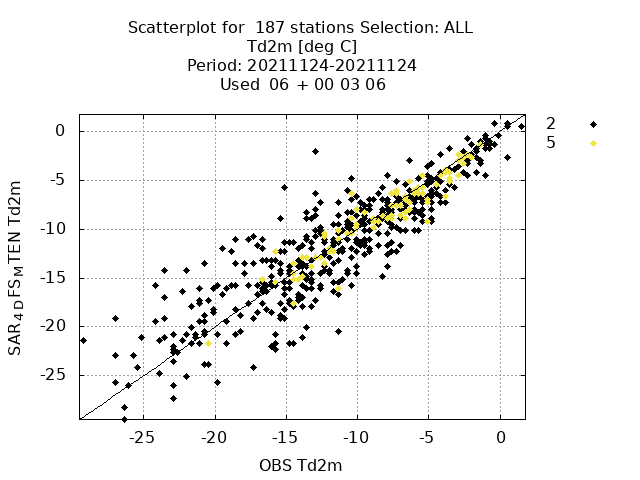 Scatterplot for  187 stations Selection: ALL
Td2m [deg C]
Period: 20211124-20211124
Used  06 + 00 03 06
2
5
0
-5
-10
-15
-20
-25
SAR4DFSMTEN Td2m
-25 -20 -15 -10 -5 0
OBS Td2m